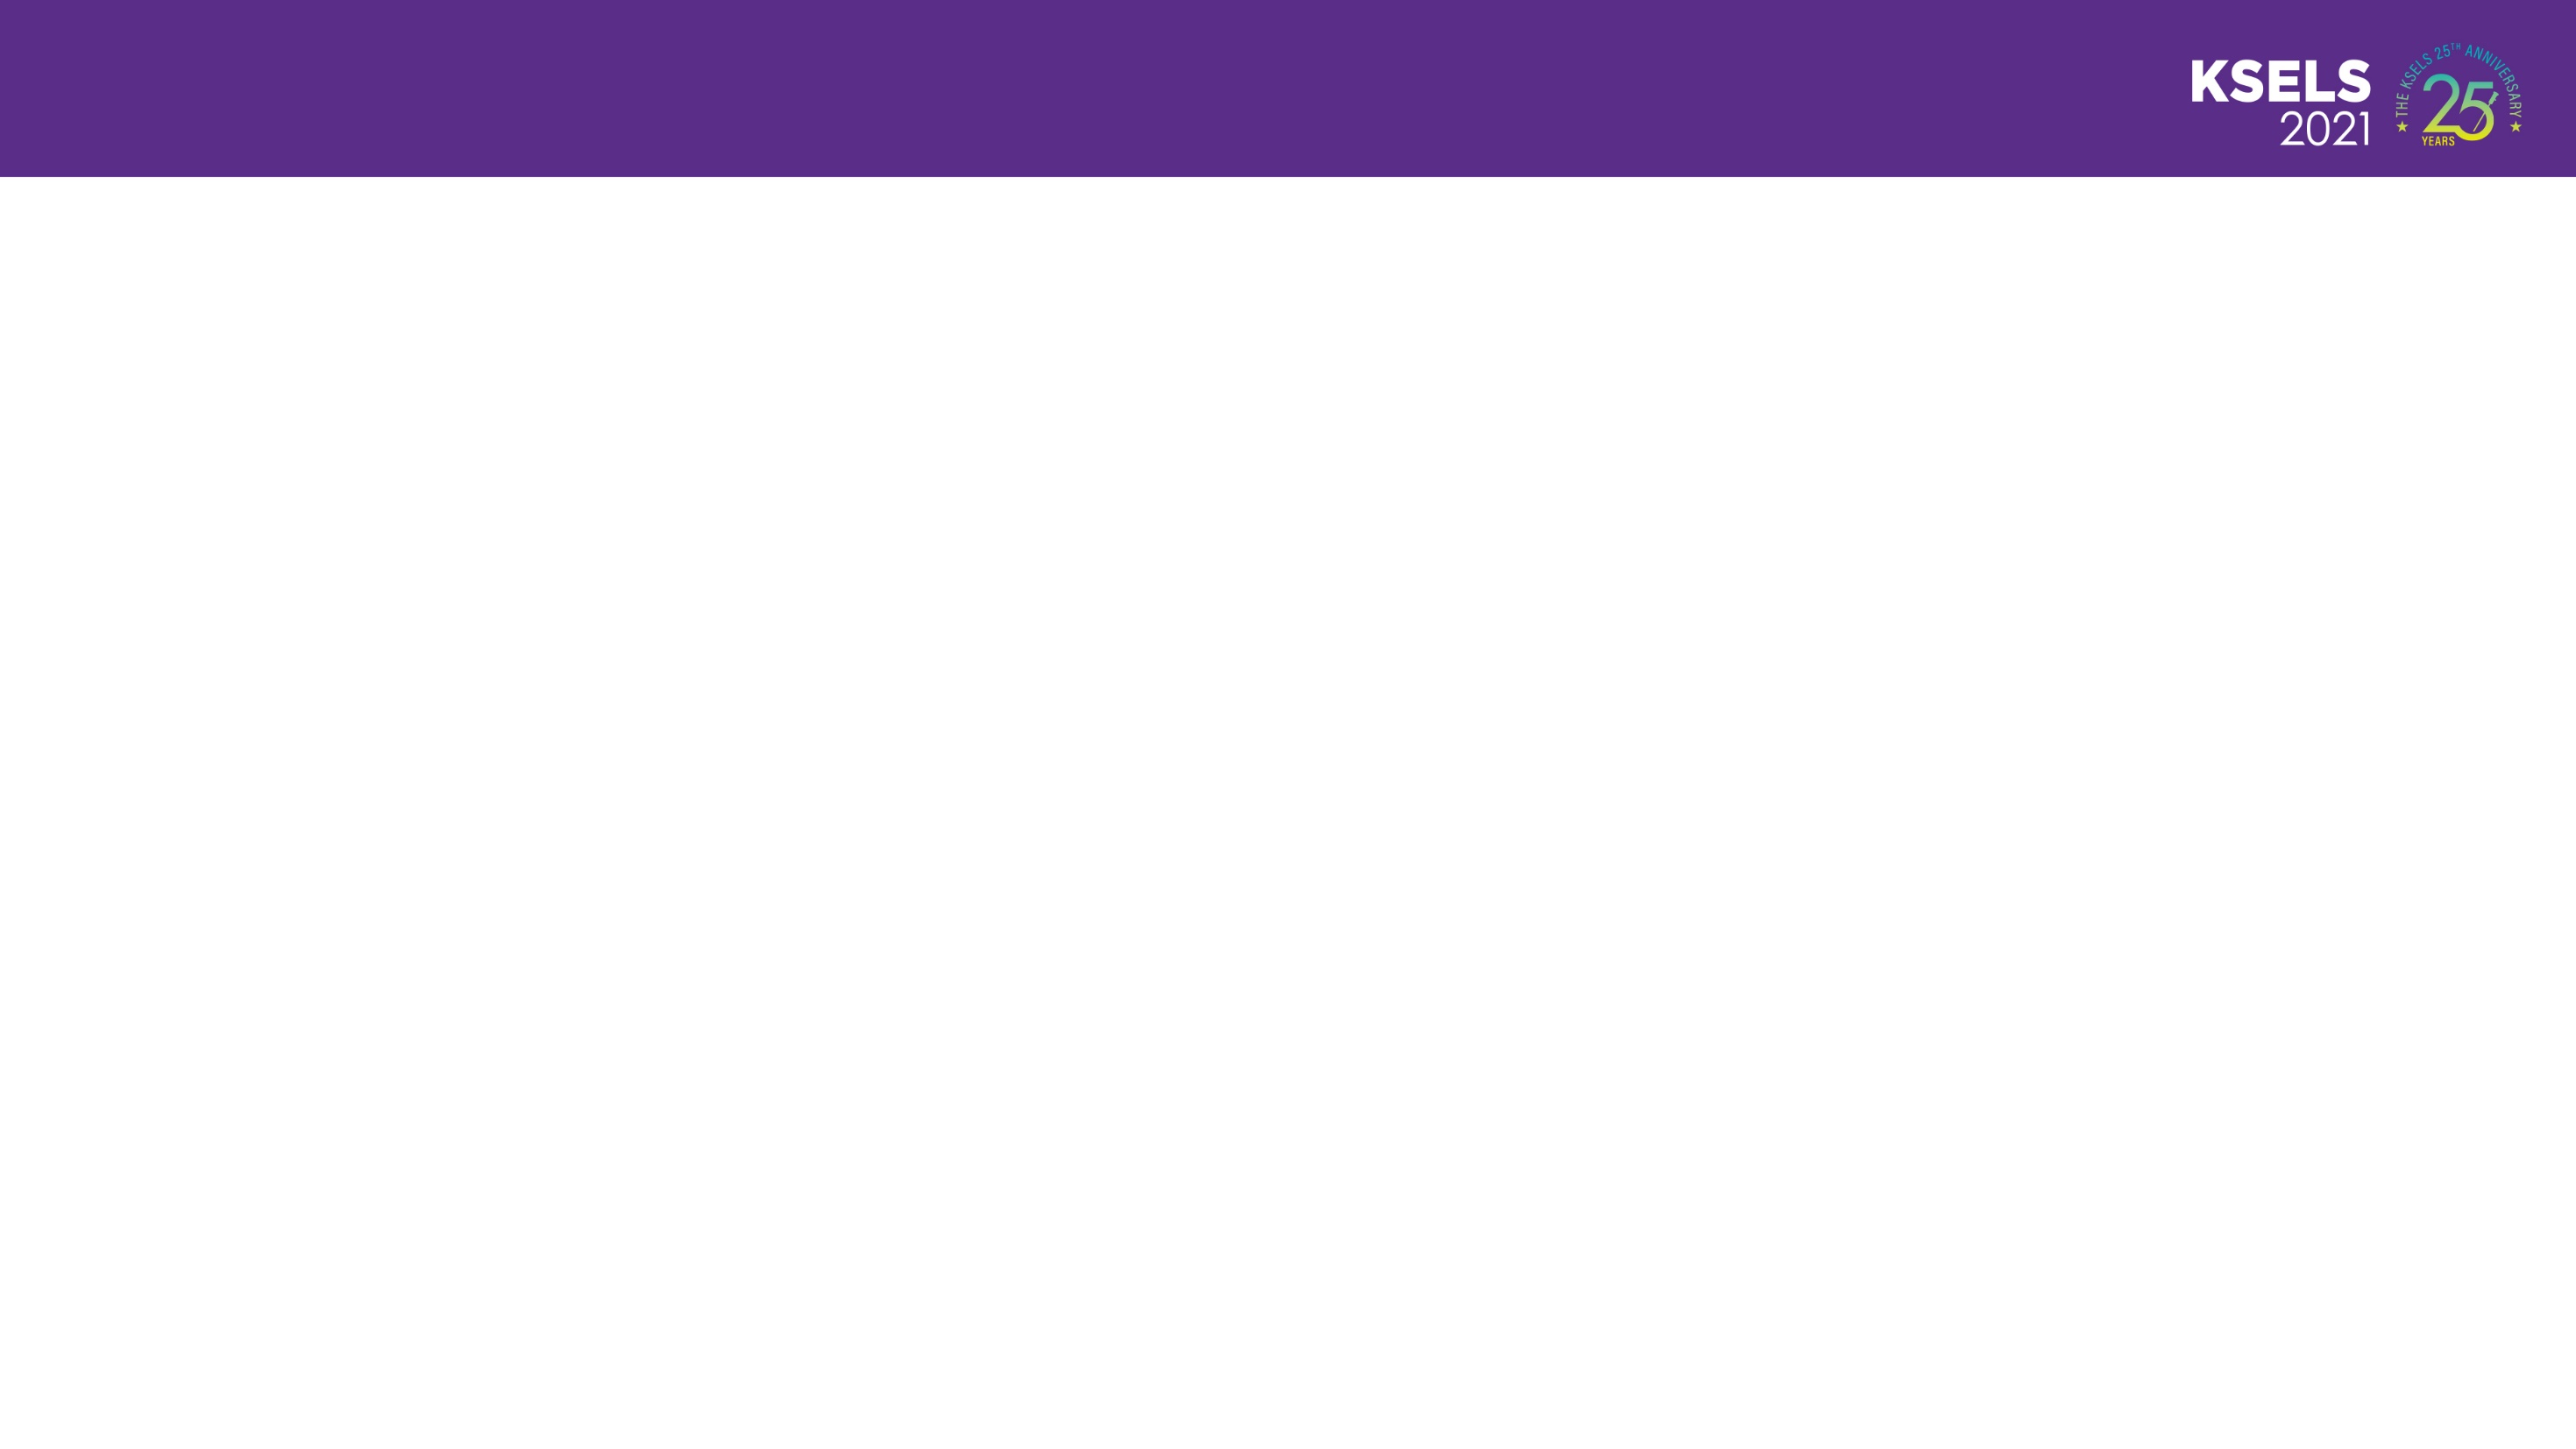 KSELS
2021
THE KSELS 25TH ANNIVERSARY
25
YEARS